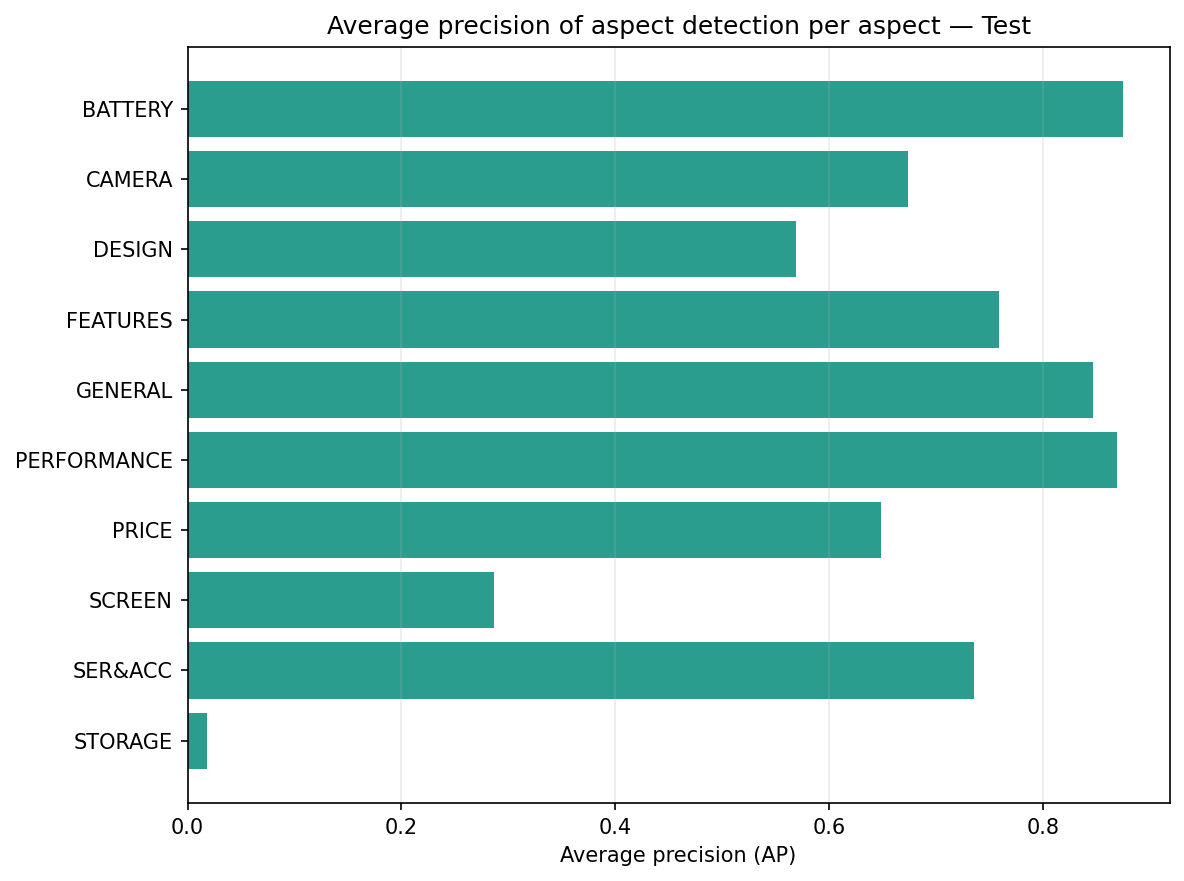 Average precision of aspect detection per aspect — Test
BATTERY
CAMERA
DESIGN
FEATURES
GENERAL
PERFORMANCE
PRICE
SCREEN
SER&ACC
STORAGE
0.0 0.2 0.4 0.6 0.8
Average precision (AP)